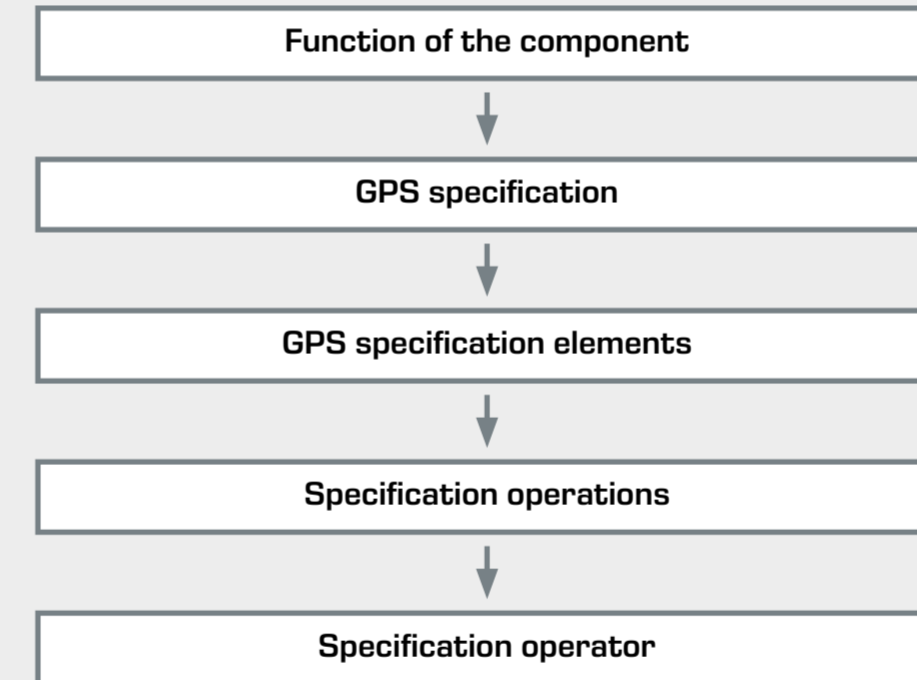 Function of the component
GPS specification
GPS specification elements
Specification operations
Specification operator